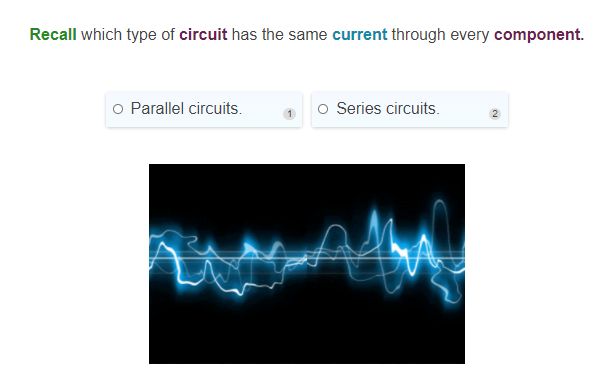 Recall which type of circuit has the same current through every component.
Parallel circuits. 1
Series circuits. 2